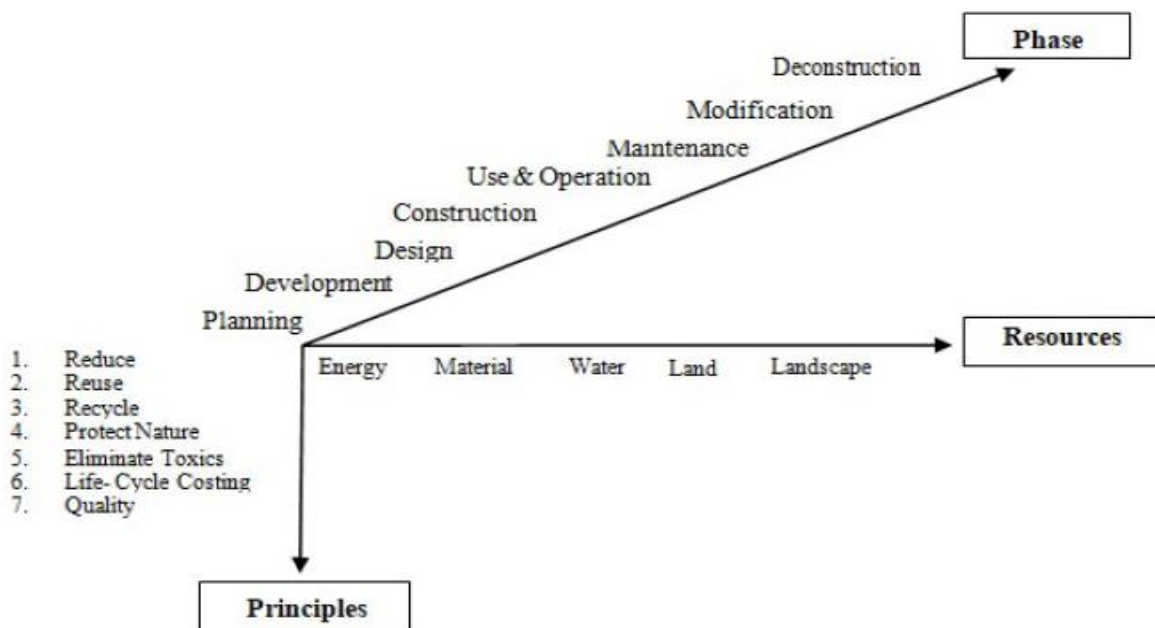 Phase
Deconstruction
Modification
Maintenance
Use & Operation
Construction
Design
Development
Planning
Resources
Energy Material Water Land Landscape
1. Reduce
2. Reuse
3. Recycle
4. Protect Nature
5. Eliminate Toxics
6. Life- Cycle Costing
7. Quality
Principles